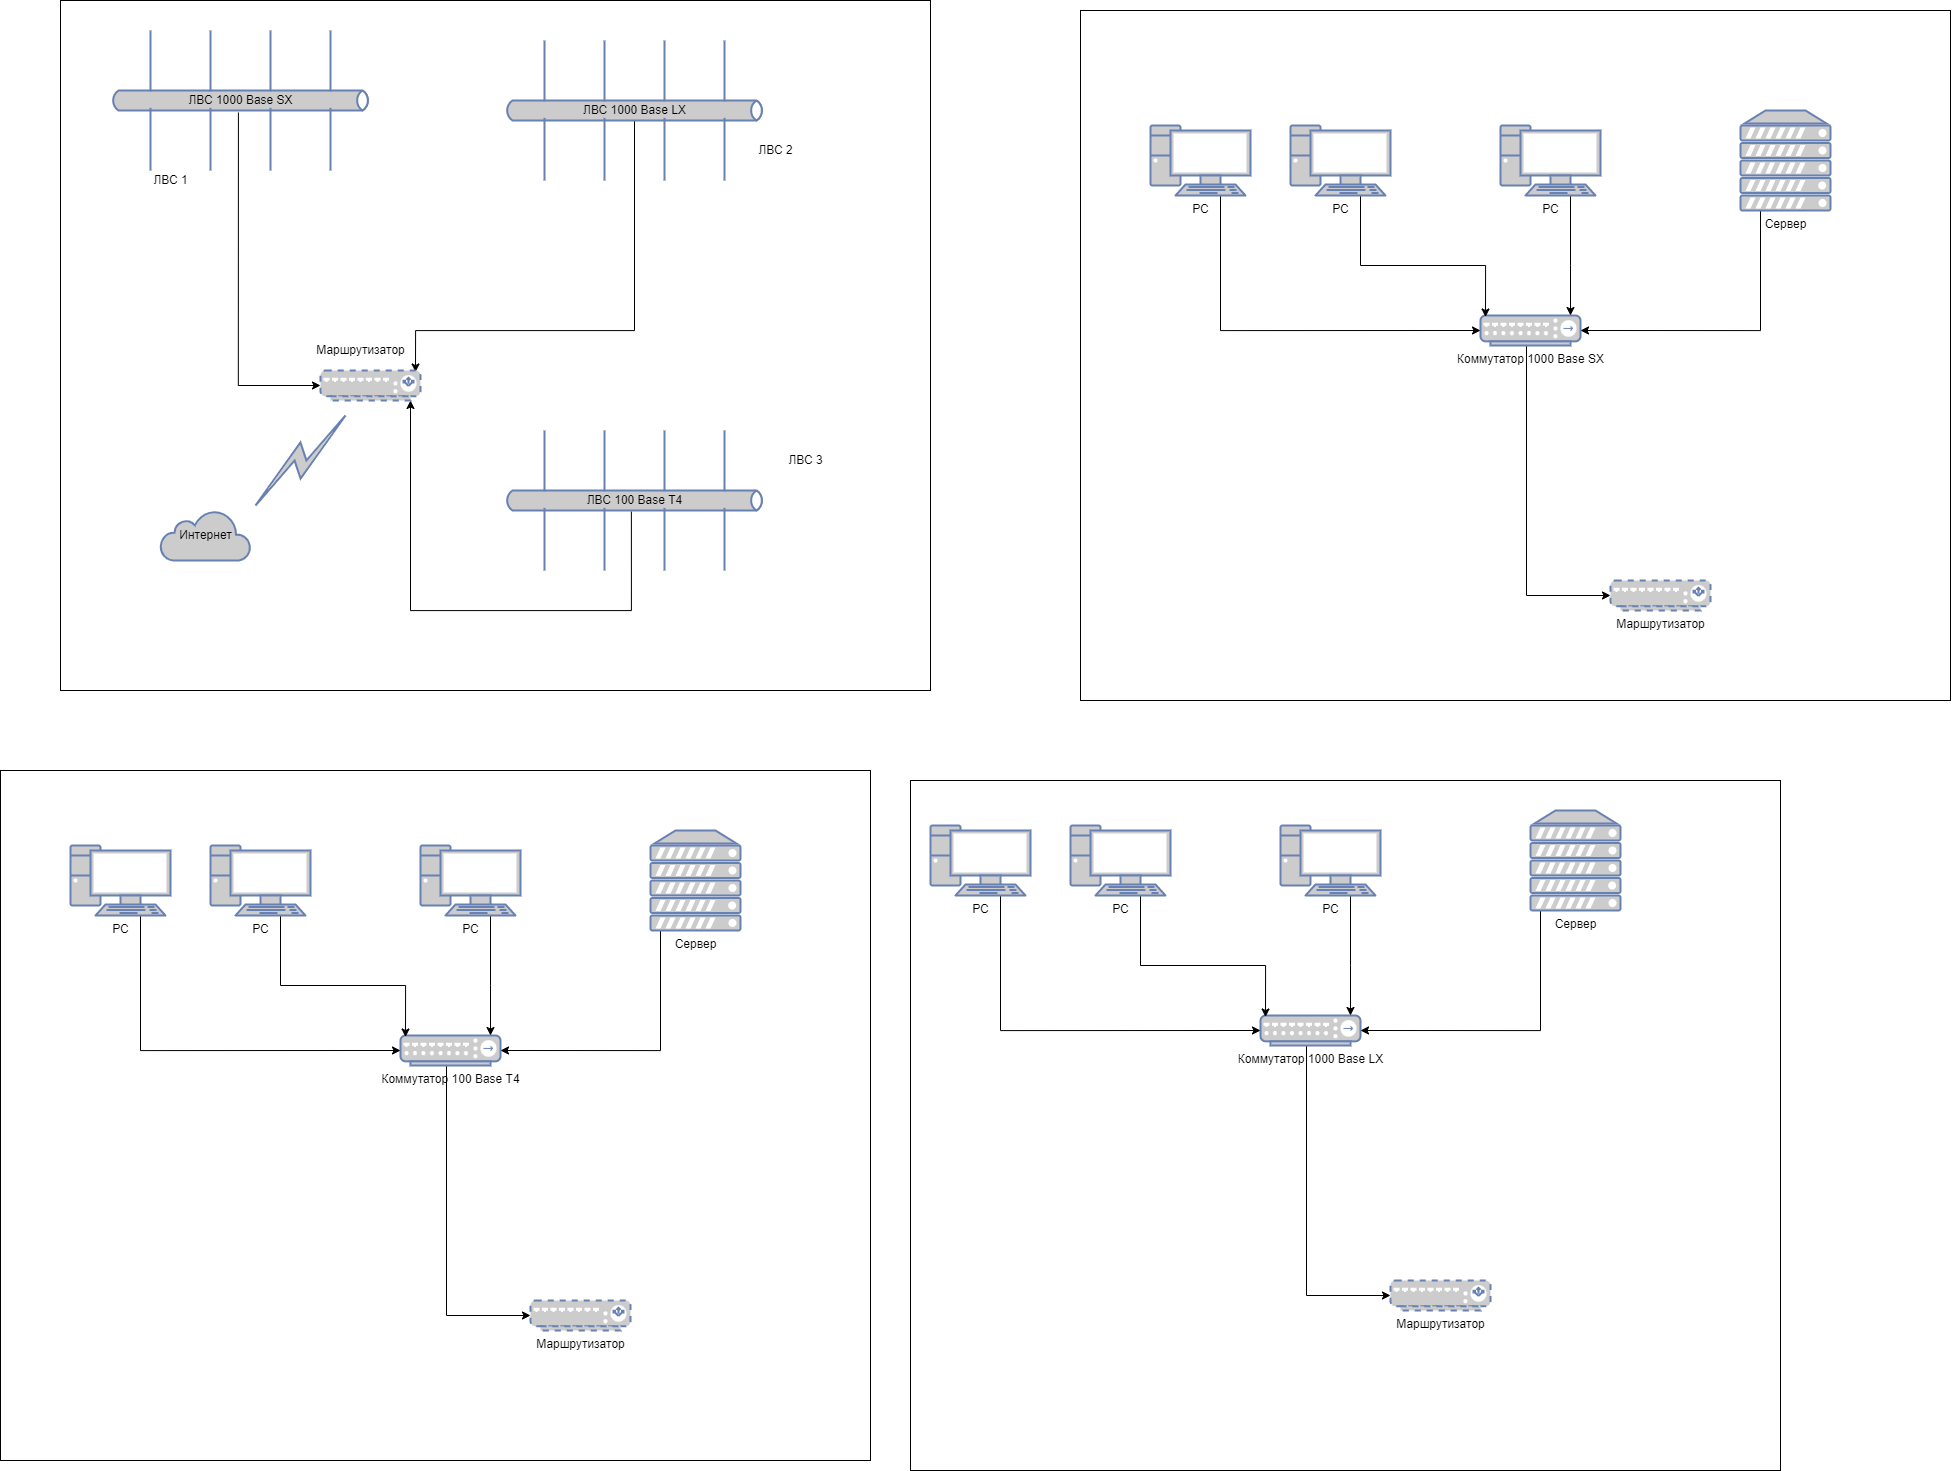 ЛВС 1000 Base SX
ЛВС 1000 Base LX
ЛВС 2
ЛВС 1
Маршрутизатор
ЛВС 3
ЛВС 100 Base T4
Интернет
PC
PC
PC
Сервер
Коммутатор 1000 Base SX
Маршрутизатор
PC
PC
PC
Сервер
Коммутатор 100 Base T4
Маршрутизатор
PC
PC
PC
Сервер
Коммутатор 1000 Base LX
Маршрутизатор